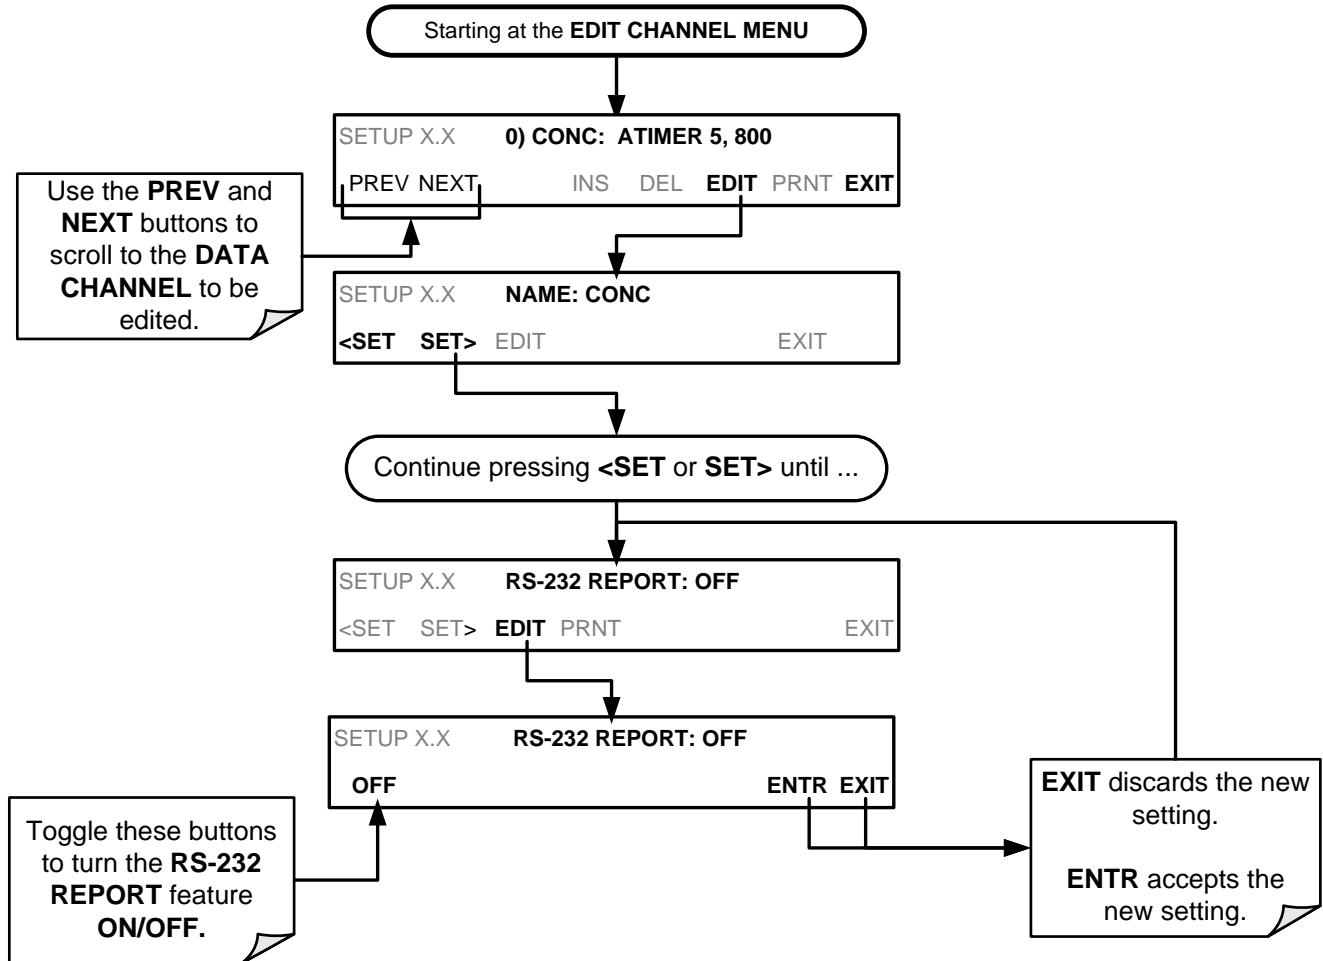 Starting at the EDIT CHANNEL MENU
SETUP X.X 0) CONC: ATIMER 5, 800
PREV NEXT INS DEL EDIT PRNT EXIT
Use the PREV and
NEXT buttons to
scroll to the DATA
CHANNEL to be
edited.
SETUP X.X NAME: CONC
<SET SET> EDIT EXIT
Continue pressing <SET or SET> until ...
SETUP X.X RS-232 REPORT: OFF
<SET SET> EDIT PRNT EXIT
SETUP X.X RS-232 REPORT: OFF
OFF ENTR EXIT
Toggle these buttons
to turn the RS-232
REPORT feature
ON/OFF.
EXIT discards the new
setting.
ENTR accepts the
new setting.